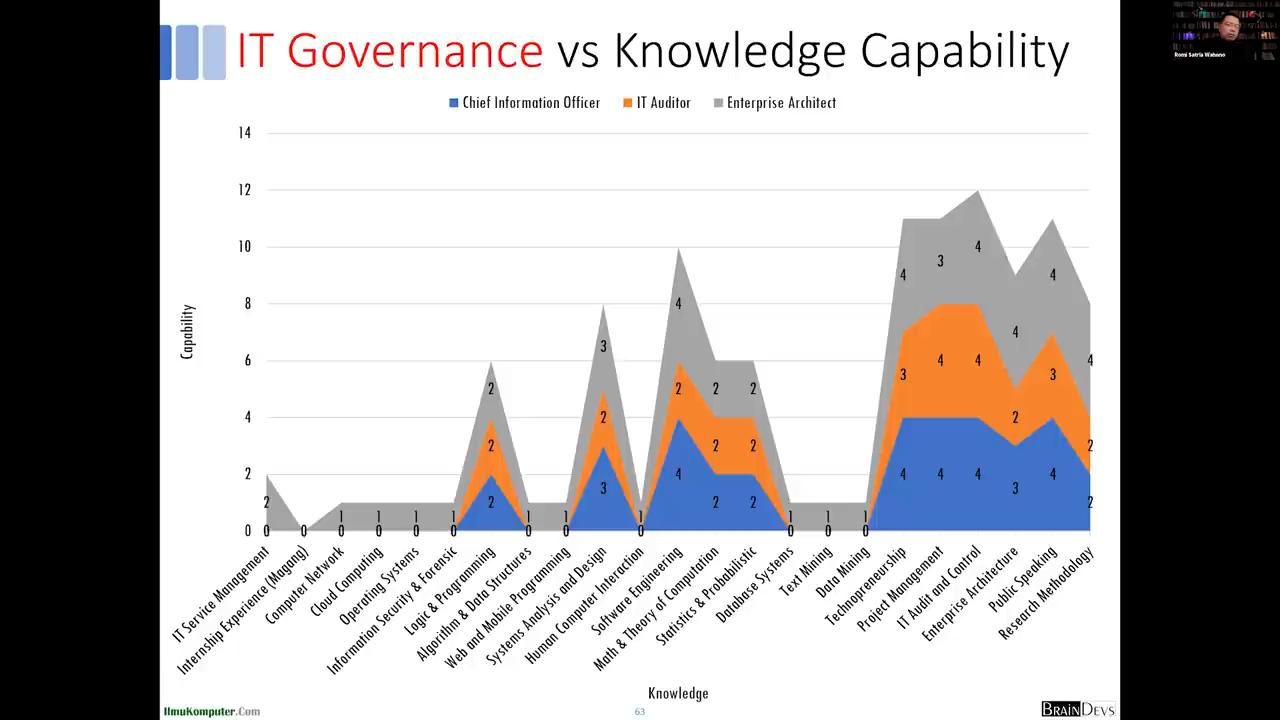 IT Governance vs Knowledge Capability
Romi Satria Wahono
Chief Information Officer IT Auditor Enterprise Architect
14
12
10
8
6
4
2
0
Capability
2 0 0 1 0 1 0 1 0 1 0 2 2 2 1 0 1 0 3 2 3 1 0 4 2 4 2 2 2 2 2 2 1 0 1 0 1 0 4 3 4 4 4 3 4 4 4 3 2 4 4 3 4 2 2 4
IT Service Management
Internship Experience (Magang)
Computer Network
Cloud Computing
Operating Systems
Information Security & Forensic
Logic & Programming
Algorithm & Data Structures
Web and Mobile Programming
Systems Analysis and Design
Human Computer Interaction
Software Engineering
Math & Theory of Computation
Statistics & Probabilistic
Database Systems
Text Mining
Data Mining
Technopreneurship
Project Management
IT Audit and Control
Enterprise Architecture
Public Speaking
Research Methodology
Knowledge
IlmuKomputer.Com
63
BRAINDEVS